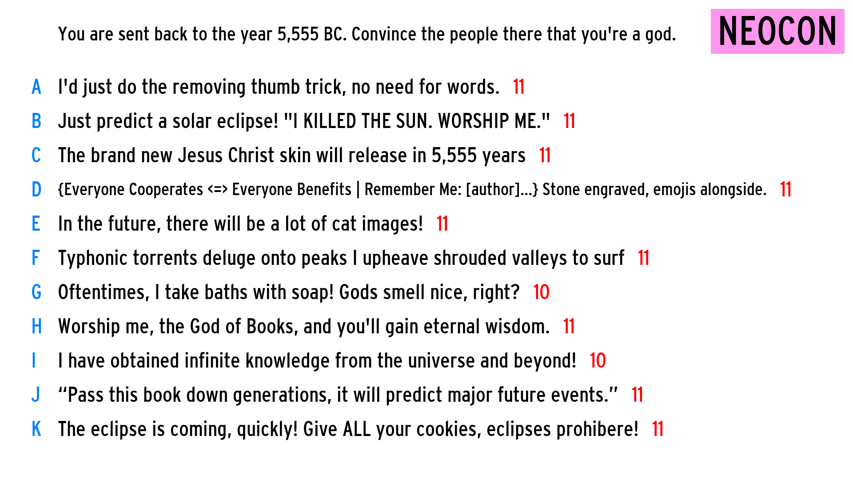 You are sent back to the year 5,555 BC. Convince the people there that you're a god. NEOCON
A I'd just do the removing thumb trick, no need for words. 11
B Just predict a solar eclipse! "I KILLED THE SUN. WORSHIP ME." 11
C The brand new Jesus Christ skin will release in 5,555 years 11
D {Everyone Cooperates <=> Everyone Benefits | Remember Me: [author]...} Stone engraved, emojis alongside. 11
E In the future, there will be a lot of cat images! 11
F Typhonic torrents deluge onto peaks I upheave shrouded valleys to surf 11
G Oftentimes, I take baths with soap! Gods smell nice, right? 10
H Worship me, the God of Books, and you'll gain eternal wisdom. 11
I I have obtained infinite knowledge from the universe and beyond! 10
J “Pass this book down generations, it will predict major future events.” 11
K The eclipse is coming, quickly! Give ALL your cookies, eclipses prohibere! 11